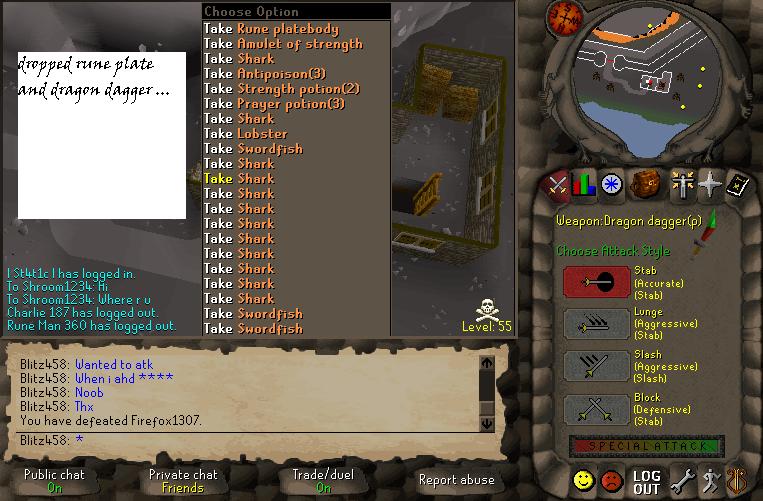 Choose Option
Take Rune platebody
Take Amulet of strength
Take Shark
Take Antipoison(3)
Take Strength potion(2)
Take Prayer potion(3)
Take Shark
Take Lobster
Take Swordfish
Take Shark
Take Shark
Take Shark
Take Shark
Take Shark
Take Shark
Take Shark
Take Shark
Take Shark
Take Swordfish
Take Swordfish
dropped rune plate
and dragon dagger ...
l St4t1c l has logged in.
To Shroom1234: Hi
To Shroom1234: Where r u
Charlie 187 has logged out.
Rune Man 360 has logged out.
Level: 55
Blitz458: Wanted to atk
Blitz458: When i ahd ****
Blitz458: Noob
Blitz458: Thx
You have defeated Firefox1307.
Blitz458: *
Public chat
On
Private chat
Friends
Trade/duel
On
Report abuse
Weapon:Dragon dagger(p)
Choose Attack Style
Stab
(Accurate)
(Stab)
Lunge
(Aggressive)
(Stab)
Slash
(Aggressive)
(Slash)
Block
(Defensive)
(Stab)
SPECIAL ATTACK
LOG
OUT